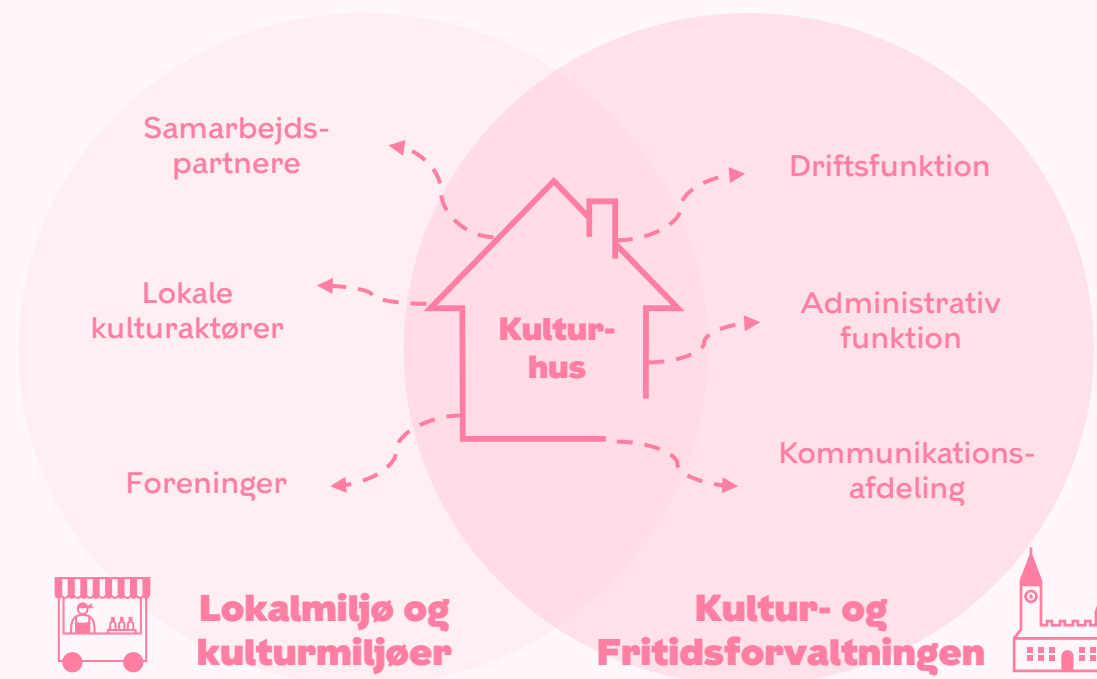 Samarbejds-
partnere
Lokale
kulturaktører
Foreninger
Kultur-
hus
Driftsfunktion
Administrativ
funktion
Kommunikations-
afdeling
Lokalmiljø og
kulturmiljøer
Kultur- og
Fritidsforvaltningen